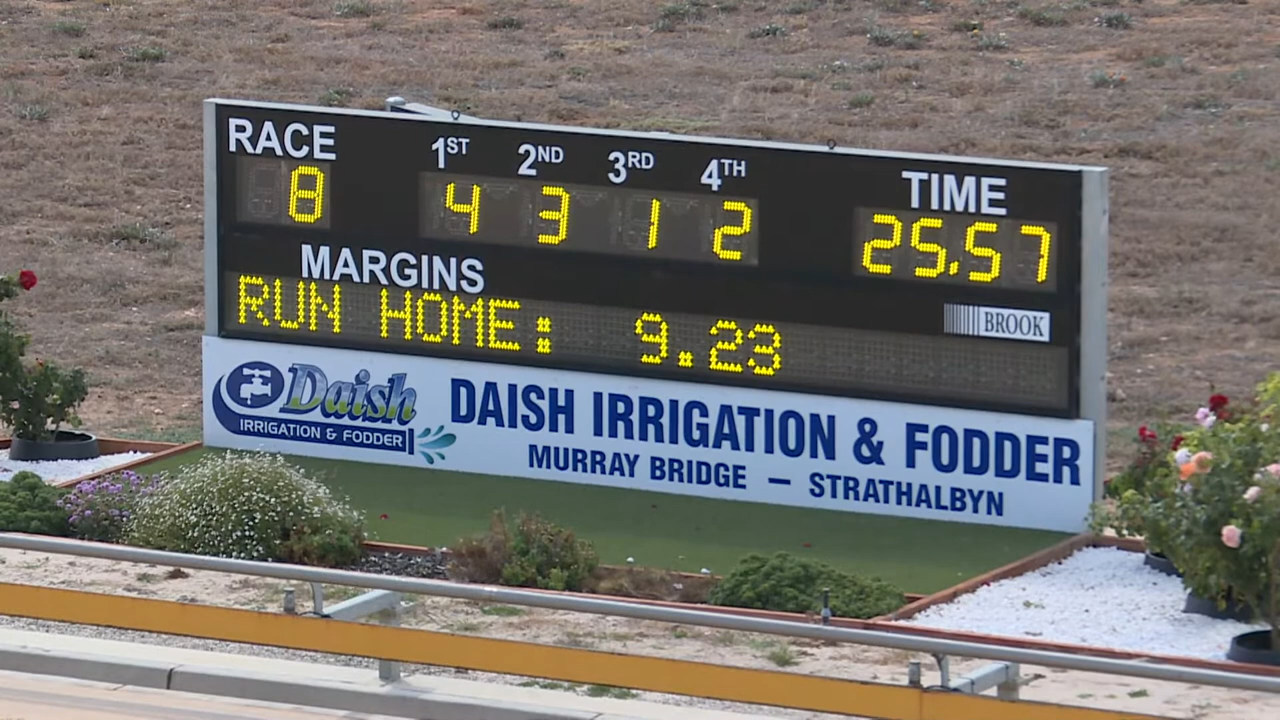 RACE 1ST 2ND 3RD 4TH TIME
8 4 3 1 2 25.57
MARGINS
BROOK
RUN HOME: 9.23
Daish
IRRIGATION & FODDER
DAISH IRRIGATION & FODDER
MURRAY BRIDGE – STRATHALBYN